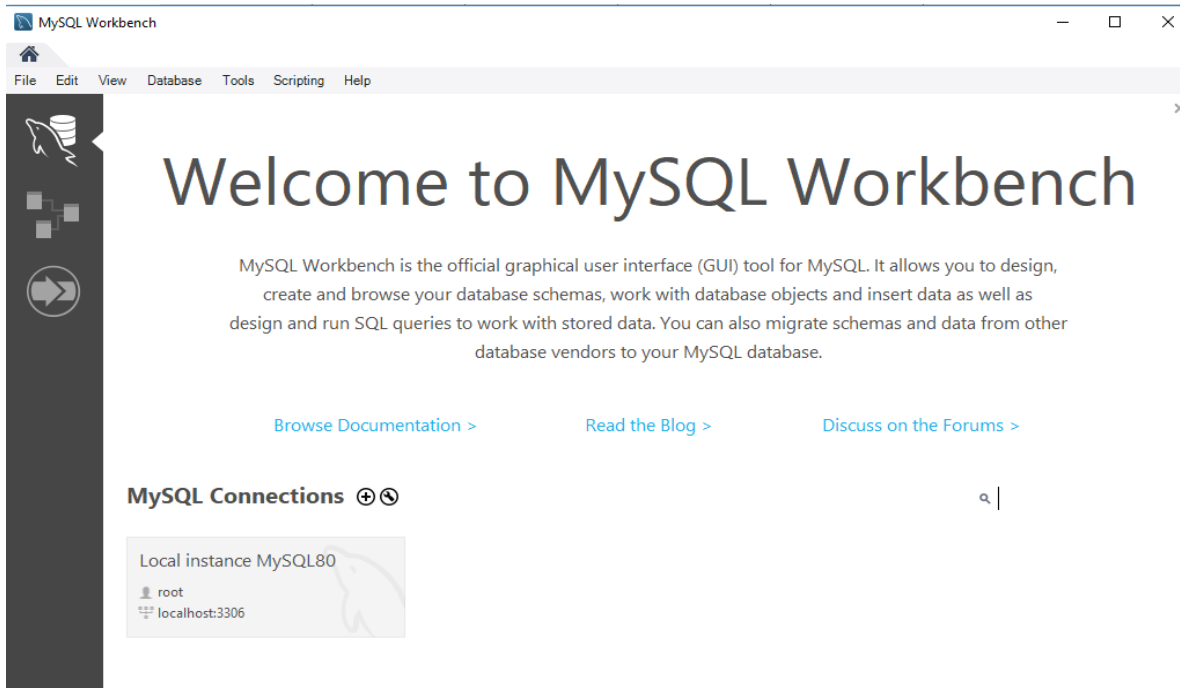 MySQL Workbench
File Edit View Database Tools Scripting Help
Welcome to MySQL Workbench
MySQL Workbench is the official graphical user interface (GUI) tool for MySQL. It allows you to design,
create and browse your database schemas, work with database objects and insert data as well as
design and run SQL queries to work with stored data. You can also migrate schemas and data from other
database vendors to your MySQL database.
Browse Documentation > Read the Blog > Discuss on the Forums >
MySQL Connections
Local instance MySQL80
root
localhost:3306